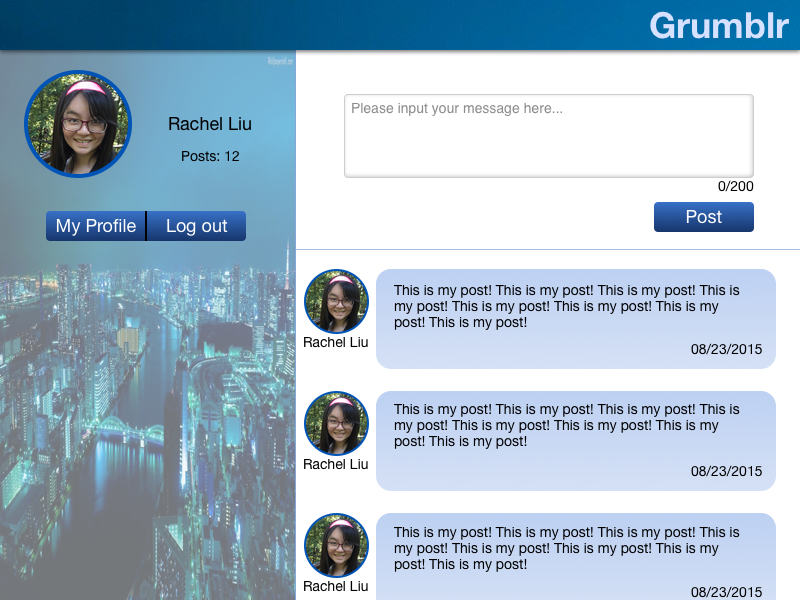 Grumblr
Rachel Liu
Posts: 12
My Profile
Log out
Please input your message here...
0/200
Post
This is my post! This is my post! This is my post! This is
my post! This is my post! This is my post! This is my
post! This is my post!
08/23/2015
Rachel Liu
This is my post! This is my post! This is my post! This is
my post! This is my post! This is my post! This is my
post! This is my post!
08/23/2015
Rachel Liu
This is my post! This is my post! This is my post! This is
my post! This is my post! This is my post! This is my
post! This is my post!
08/23/2015
Rachel Liu